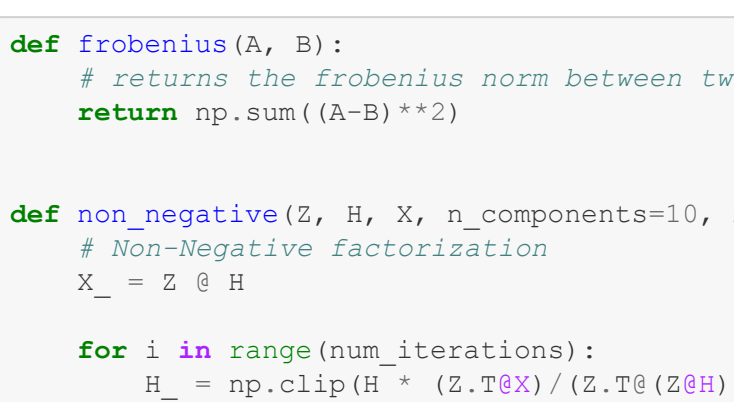 def frobenius(A, B):
    # returns the frobenius norm between
    return np.sum((A-B)**2)
def non_negative(Z, H, X, n_components=10,
    # Non-Negative factorization
    X_ = Z @ H
    for i in range(num_iterations):
        H_ = np.clip(H * (Z.T@X)/(Z.T@(Z@H)